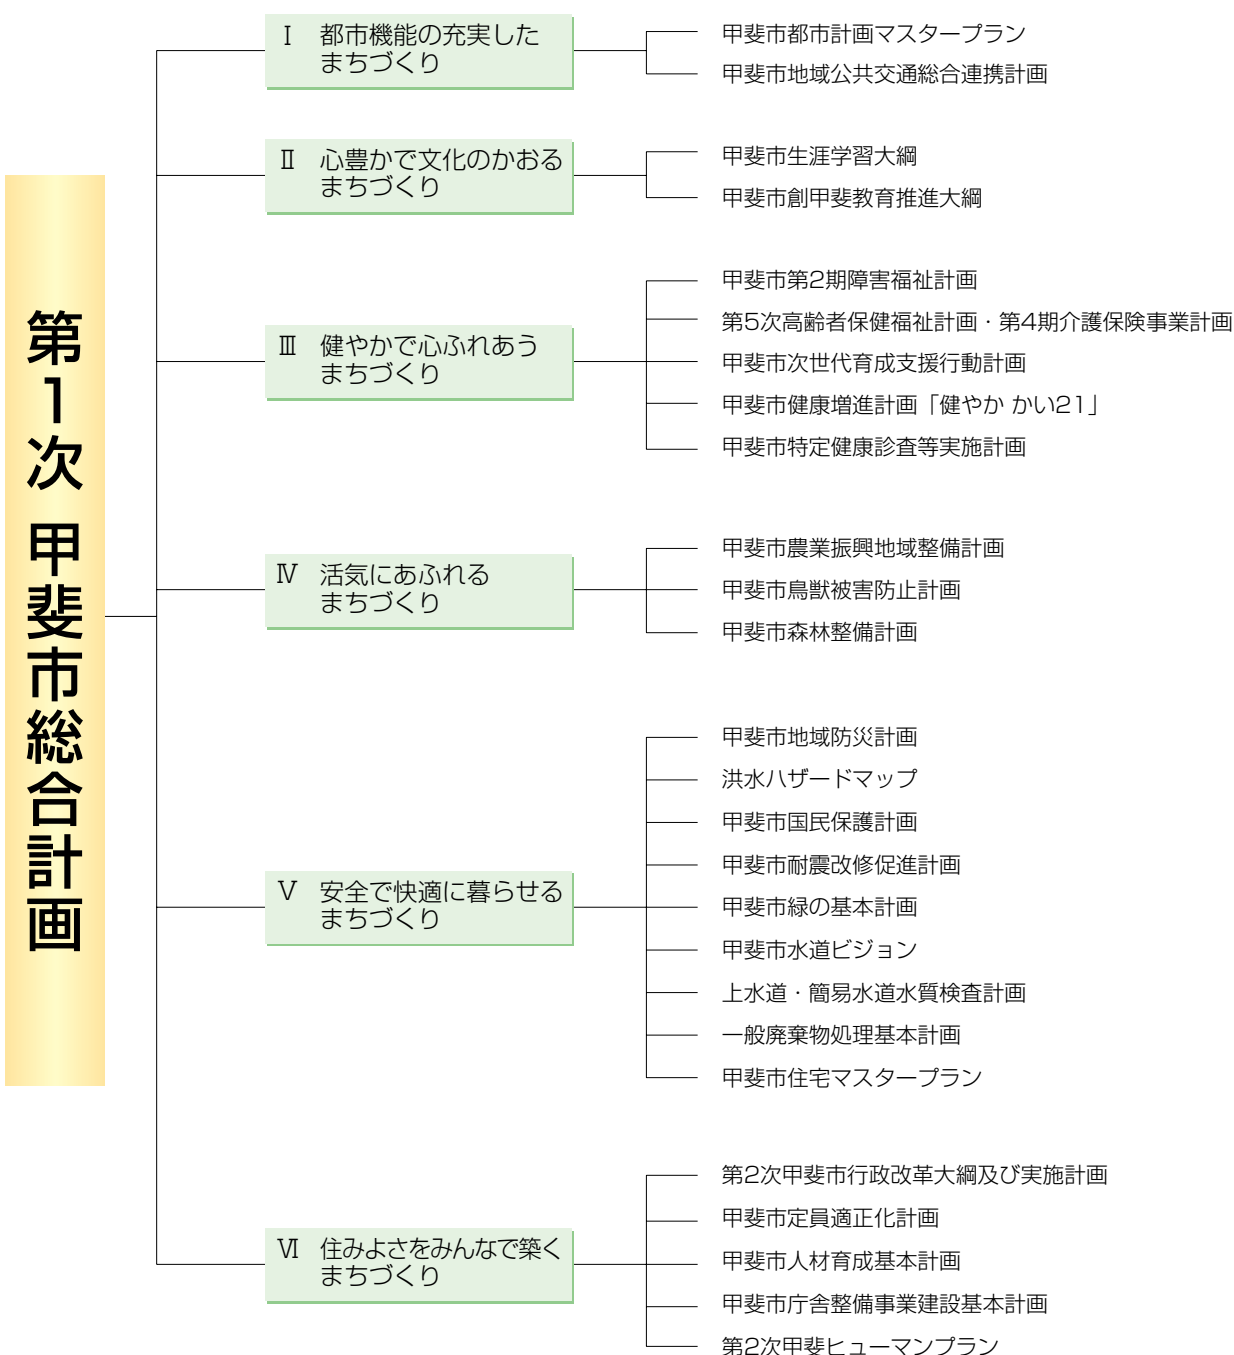 第1次 甲斐市総合計画
Ⅰ 都市機能の充実した
まちづくり
甲斐市都市計画マスタープラン
甲斐市地域公共交通総合連携計画
Ⅱ 心豊かで文化のかおる
まちづくり
甲斐市生涯学習大綱
甲斐市創甲斐教育推進大綱
Ⅲ 健やかで心ふれあう
まちづくり
甲斐市第2期障害福祉計画
第5次高齢者保健福祉計画・第4期介護保険事業計画
甲斐市次世代育成支援行動計画
甲斐市健康増進計画「健やか かい21」
甲斐市特定健康診査等実施計画
Ⅳ 活気にあふれる
まちづくり
甲斐市農業振興地域整備計画
甲斐市鳥獣被害防止計画
甲斐市森林整備計画
Ⅴ 安全で快適に暮らせる
まちづくり
甲斐市地域防災計画
洪水ハザードマップ
甲斐市国民保護計画
甲斐市耐震改修促進計画
甲斐市緑の基本計画
甲斐市水道ビジョン
上水道・簡易水道水質検査計画
一般廃棄物処理基本計画
甲斐市住宅マスタープラン
Ⅵ 住みよさをみんなで築く
まちづくり
第2次甲斐市行政改革大綱及び実施計画
甲斐市定員適正化計画
甲斐市人材育成基本計画
甲斐市庁舎整備事業建設基本計画
第2次甲斐ヒューマンプラン